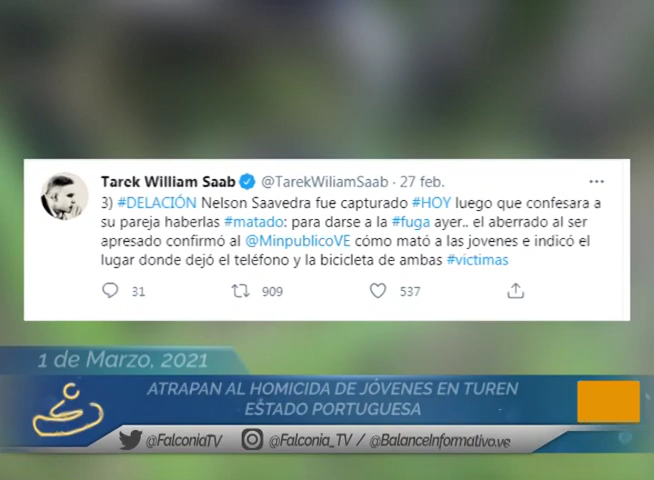 Tarek William Saab @TarekWiliamSaab · 27 feb.
3) #DELACIÓN Nelson Saavedra fue capturado #HOY luego que confesara a
su pareja haberlas #matado: para darse a la #fuga ayer.. el aberrado al ser
apresado confirmó al @MinpublicoVE cómo mató a las jovenes e indicó el
lugar donde dejó el teléfono y la bicicleta de ambas #victimas
31 909 537
1 de Marzo, 2021
ATRAPAN AL HOMICIDA DE JÓVENES EN TUREN
ESTADO PORTUGUESA
@FalconiaTV @Falconia_TV / @BalanceInformativo.ve